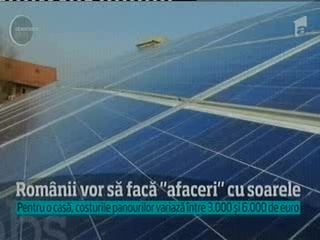 Românii vor să facă "afaceri" cu soarele
Pentru o casă, costurile panourilor variază între 3.000 și 6.000 de euro